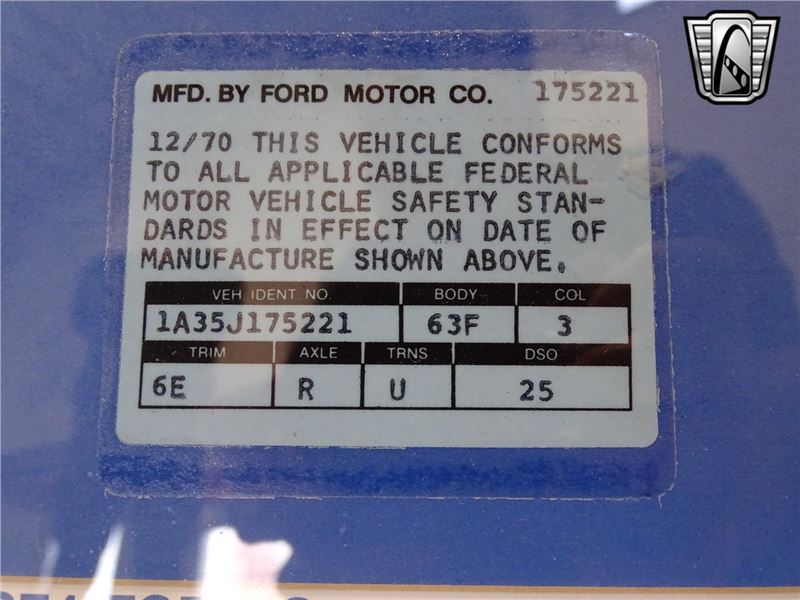 MFD. BY FORD MOTOR CO. 175221
12/70 THIS VEHICLE CONFORMS
TO ALL APPLICABLE FEDERAL
MOTOR VEHICLE SAFETY STAN-
DARDS IN EFFECT ON DATE OF
MANUFACTURE SHOWN ABOVE.
VEH. IDENT. NO. BODY COL
1A35J175221 63F 3
TRIM AXLE TRNS DSO
6E R U 25